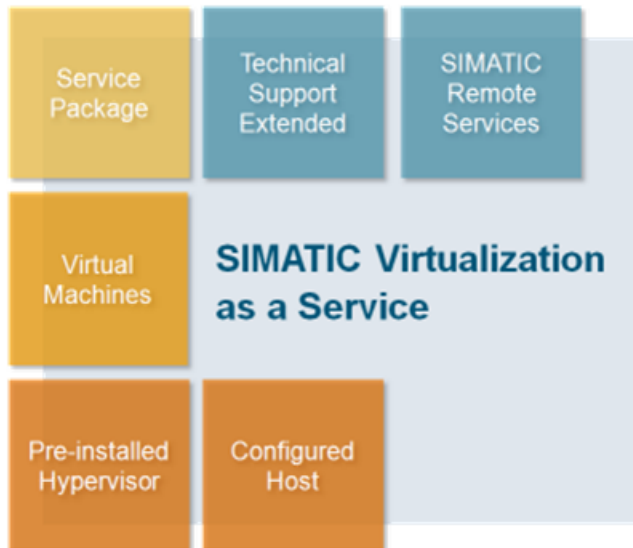 Service
Package
Technical
Support
Extended
SIMATIC
Remote
Services
Virtual
Machines
SIMATIC Virtualization
as a Service
Pre-installed
Hypervisor
Configured
Host